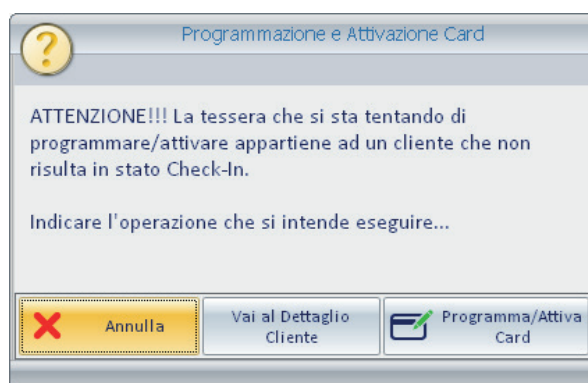 Programmazione e Attivazione Card
ATTENZIONE!!! La tessera che si sta tentando di
programmare/attivare appartiene ad un cliente che non
risulta in stato Check-In.
Indicare l'operazione che si intende eseguire...
Annulla
Vai al Dettaglio
Cliente
Programma/Attiva
Card